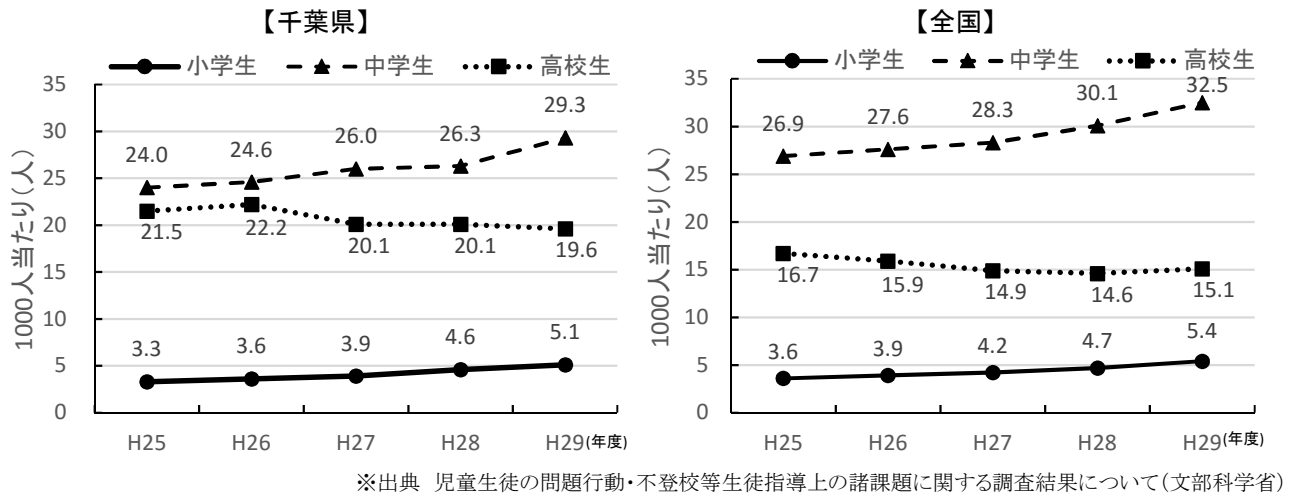 【千葉県】
小学生 中学生 高校生
1000人当たり(人)
35
30
25
20
15
10
5
0
24.0 24.6 26.0 26.3 29.3
21.5 22.2 20.1 20.1 19.6
3.3 3.6 3.9 4.6 5.1
H25 H26 H27 H28 H29(年度)
【全国】
小学生 中学生 高校生
1000人当たり(人)
35
30
25
20
15
10
5
0
26.9 27.6 28.3 30.1 32.5
16.7 15.9 14.9 14.6 15.1
3.6 3.9 4.2 4.7 5.4
H25 H26 H27 H28 H29(年度)
※出典 児童生徒の問題行動・不登校等生徒指導上の諸課題に関する調査結果について(文部科学省)